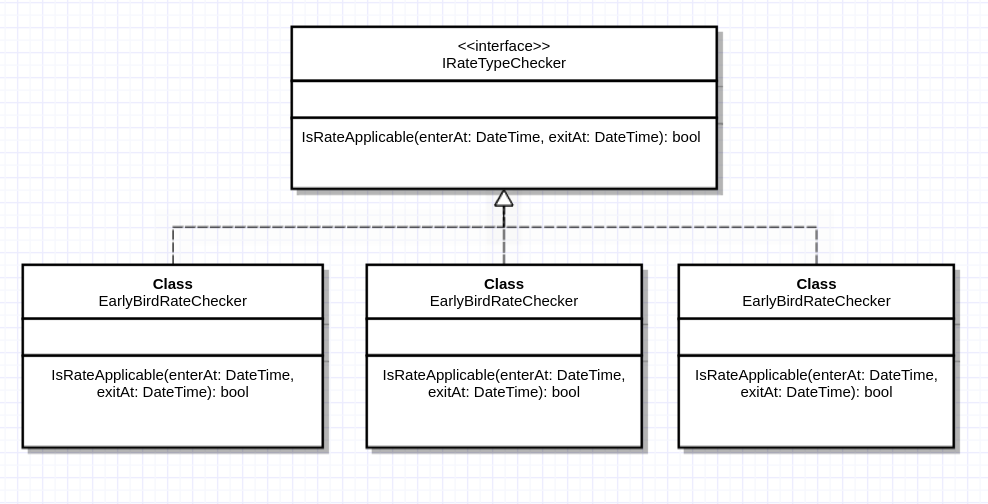 <<interface>>
IRateTypeChecker
IsRateApplicable(enterAt: DateTime, exitAt: DateTime): bool
Class
EarlyBirdRateChecker
IsRateApplicable(enterAt: DateTime,
exitAt: DateTime): bool
Class
EarlyBirdRateChecker
IsRateApplicable(enterAt: DateTime,
exitAt: DateTime): bool
Class
EarlyBirdRateChecker
IsRateApplicable(enterAt: DateTime,
exitAt: DateTime): bool